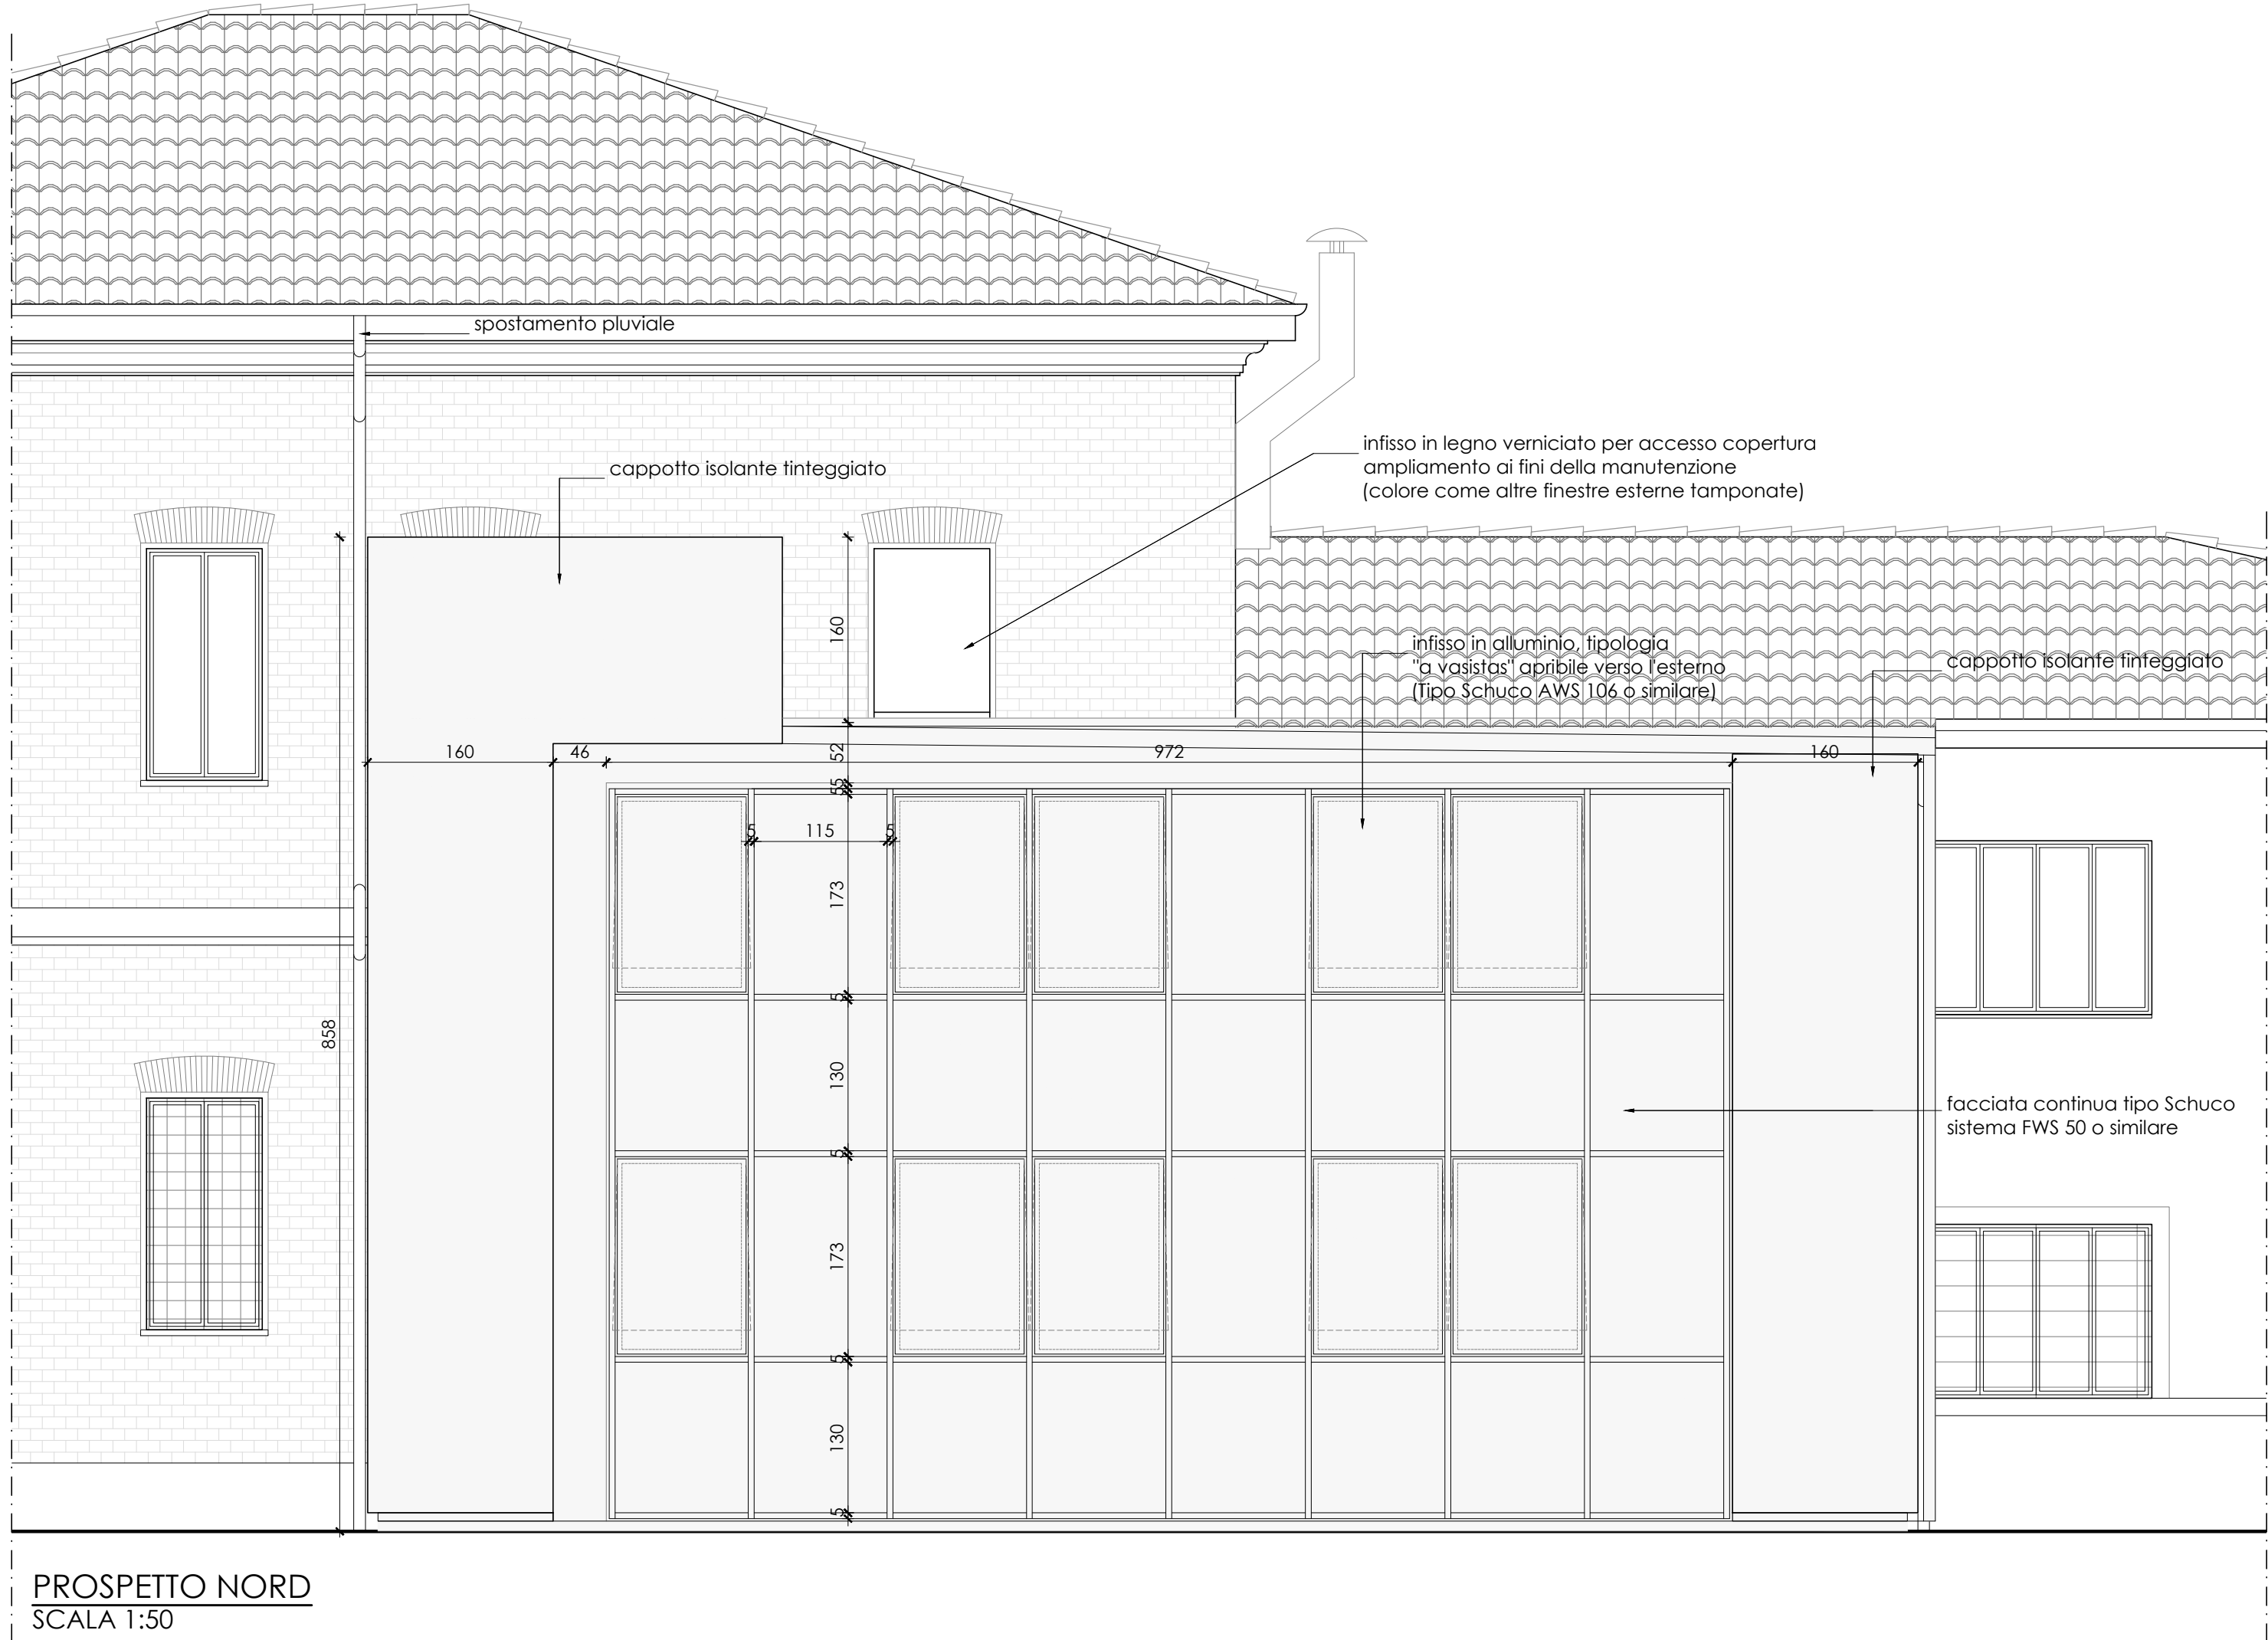 spostamento pluviale
cappotto isolante tinteggiato
infisso in legno verniciato per accesso copertura
ampliamento ai fini della manutenzione
(colore come altre finestre esterne tamponate)
infisso in alluminio, tipologia
"a vasistas" apribile verso l'esterno
(Tipo Schuco AWS 106 o similare)
cappotto isolante tinteggiato
160
160
46
52
972
160
5
5
5
115
5
173
5
858
130
facciata continua tipo Schuco
sistema FWS 50 o similare
5
173
5
130
5
PROSPETTO NORD
SCALA 1:50